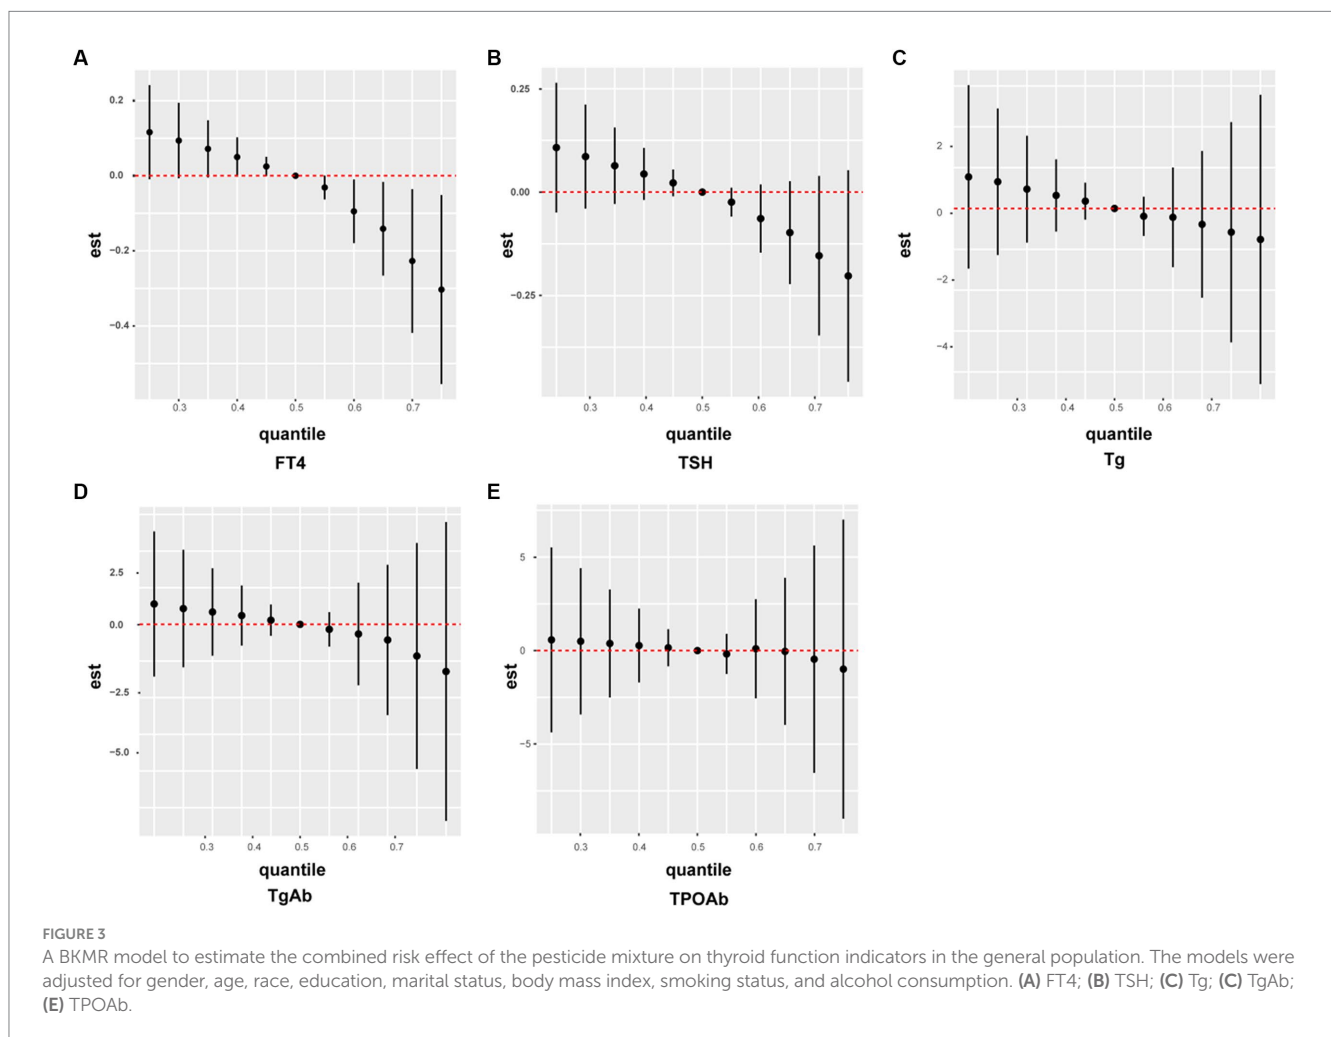 A
0.2
0.0
−0.2
−0.4
est
0.3 0.4 0.5 0.6 0.7
quantile
FT4
B
0.25
0.00
−0.25
est
0.3 0.4 0.5 0.6 0.7
quantile
TSH
C
2
0
−2
−4
est
0.3 0.4 0.5 0.6 0.7
quantile
Tg
D
2.5
0.0
−2.5
−5.0
est
0.3 0.4 0.5 0.6 0.7
quantile
TgAb
E
5
0
−5
est
0.3 0.4 0.5 0.6 0.7
quantile
TPOAb
FIGURE 3
A BKMR model to estimate the combined risk effect of the pesticide mixture on thyroid function indicators in the general population. The models were
adjusted for gender, age, race, education, marital status, body mass index, smoking status, and alcohol consumption. (A) FT4; (B) TSH; (C) Tg; (C) TgAb;
(E) TPOAb.